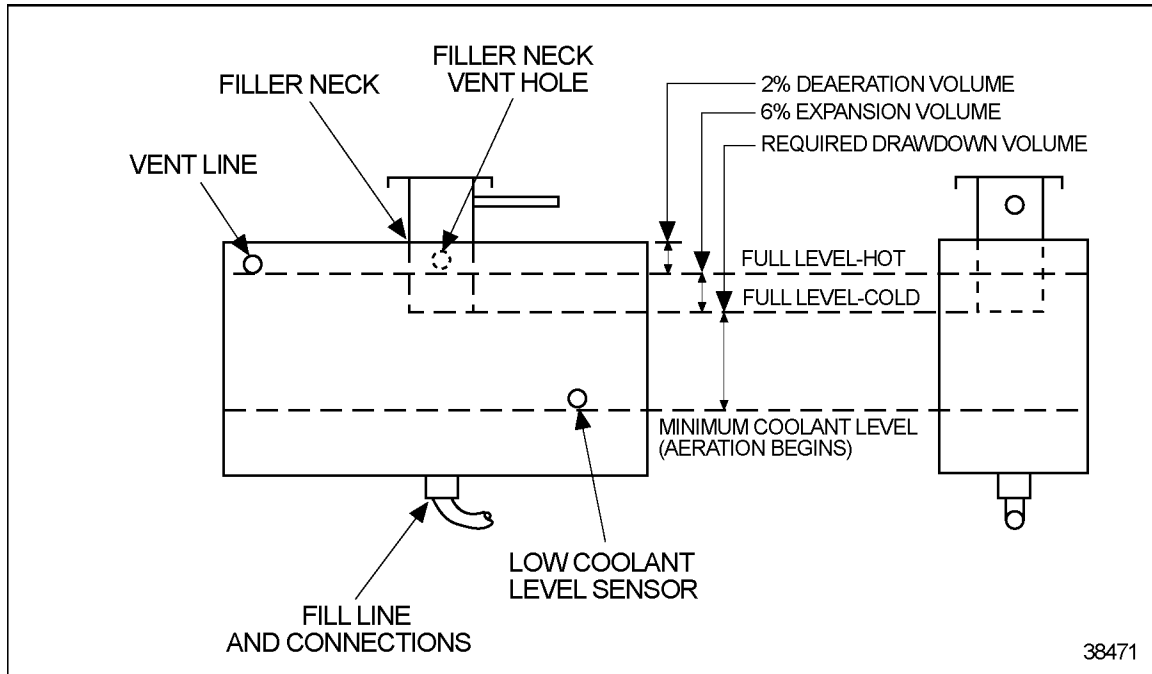 FILLER NECK
VENT HOLE
FILLER NECK
2% DEAERATION VOLUME
6% EXPANSION VOLUME
REQUIRED DRAWDOWN VOLUME
VENT LINE
FULL LEVEL-HOT
FULL LEVEL-COLD
MINIMUM COOLANT LEVEL
(AERATION BEGINS)
LOW COOLANT
LEVEL SENSOR
FILL LINE
AND CONNECTIONS
38471